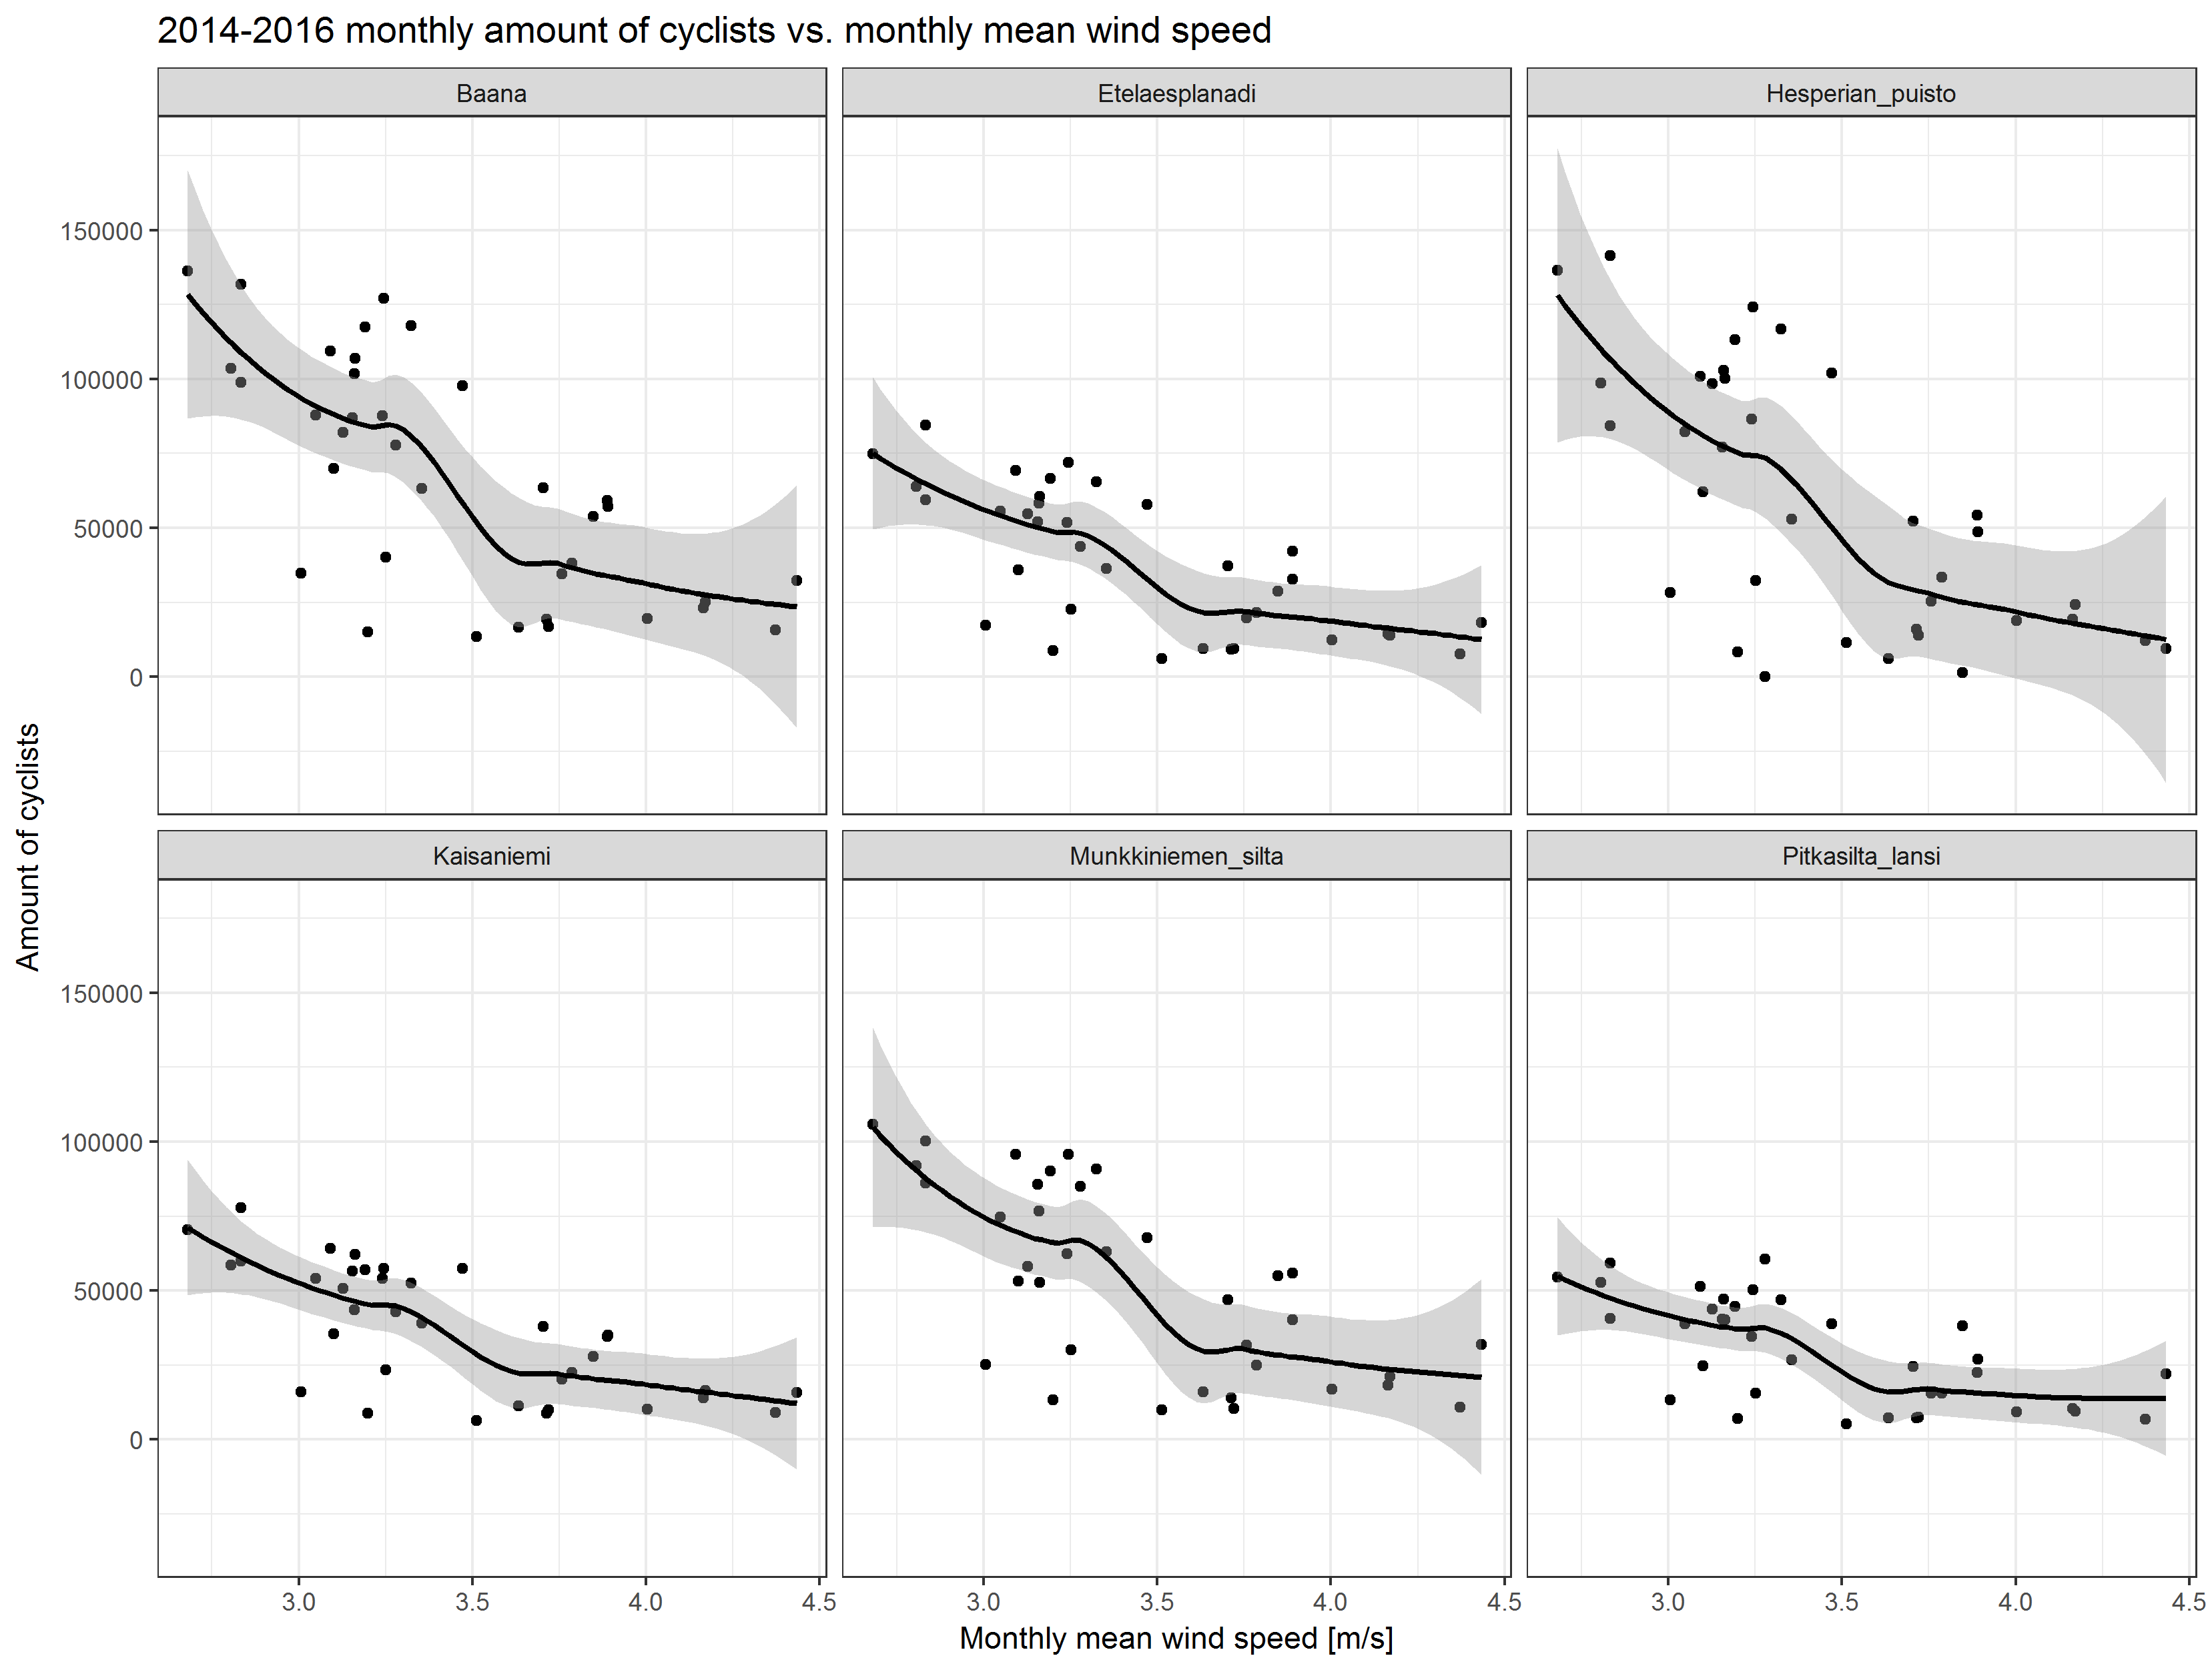 2014-2016 monthly amount of cyclists vs. monthly mean wind speed
Baana
Etelaesplanadi
Hesperian_puisto
150000
100000
50000
0
Amount of cyclists
Kaisaniemi
Munkkiniemen_silta
Pitkasilta_lansi
150000
100000
50000
0
3.0 3.5 4.0 4.5
3.0 3.5 4.0 4.5
3.0 3.5 4.0 4.5
Monthly mean wind speed [m/s]